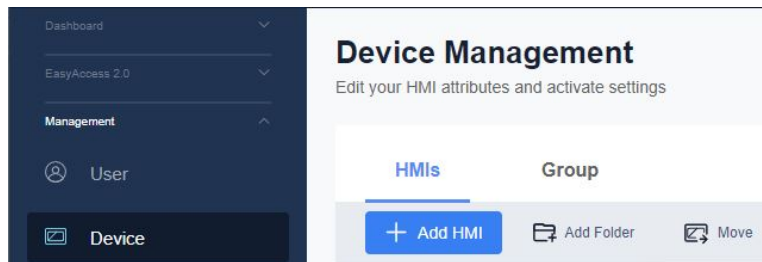 Dashboard
EasyAccess 2.0
Management
User
Device
Device Management
Edit your HMI attributes and activate settings
HMIs Group
Add HMI Add Folder Move